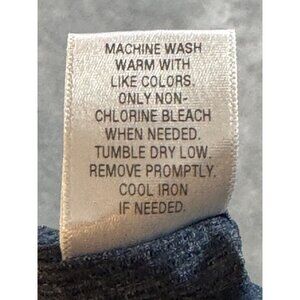 MACHINE WASH
WARM WITH
LIKE COLORS.
ONLY NON-
CHLORINE BLEACH
WHEN NEEDED.
TUMBLE DRY LOW.
REMOVE PROMPTLY.
COOL IRON
IF NEEDED.